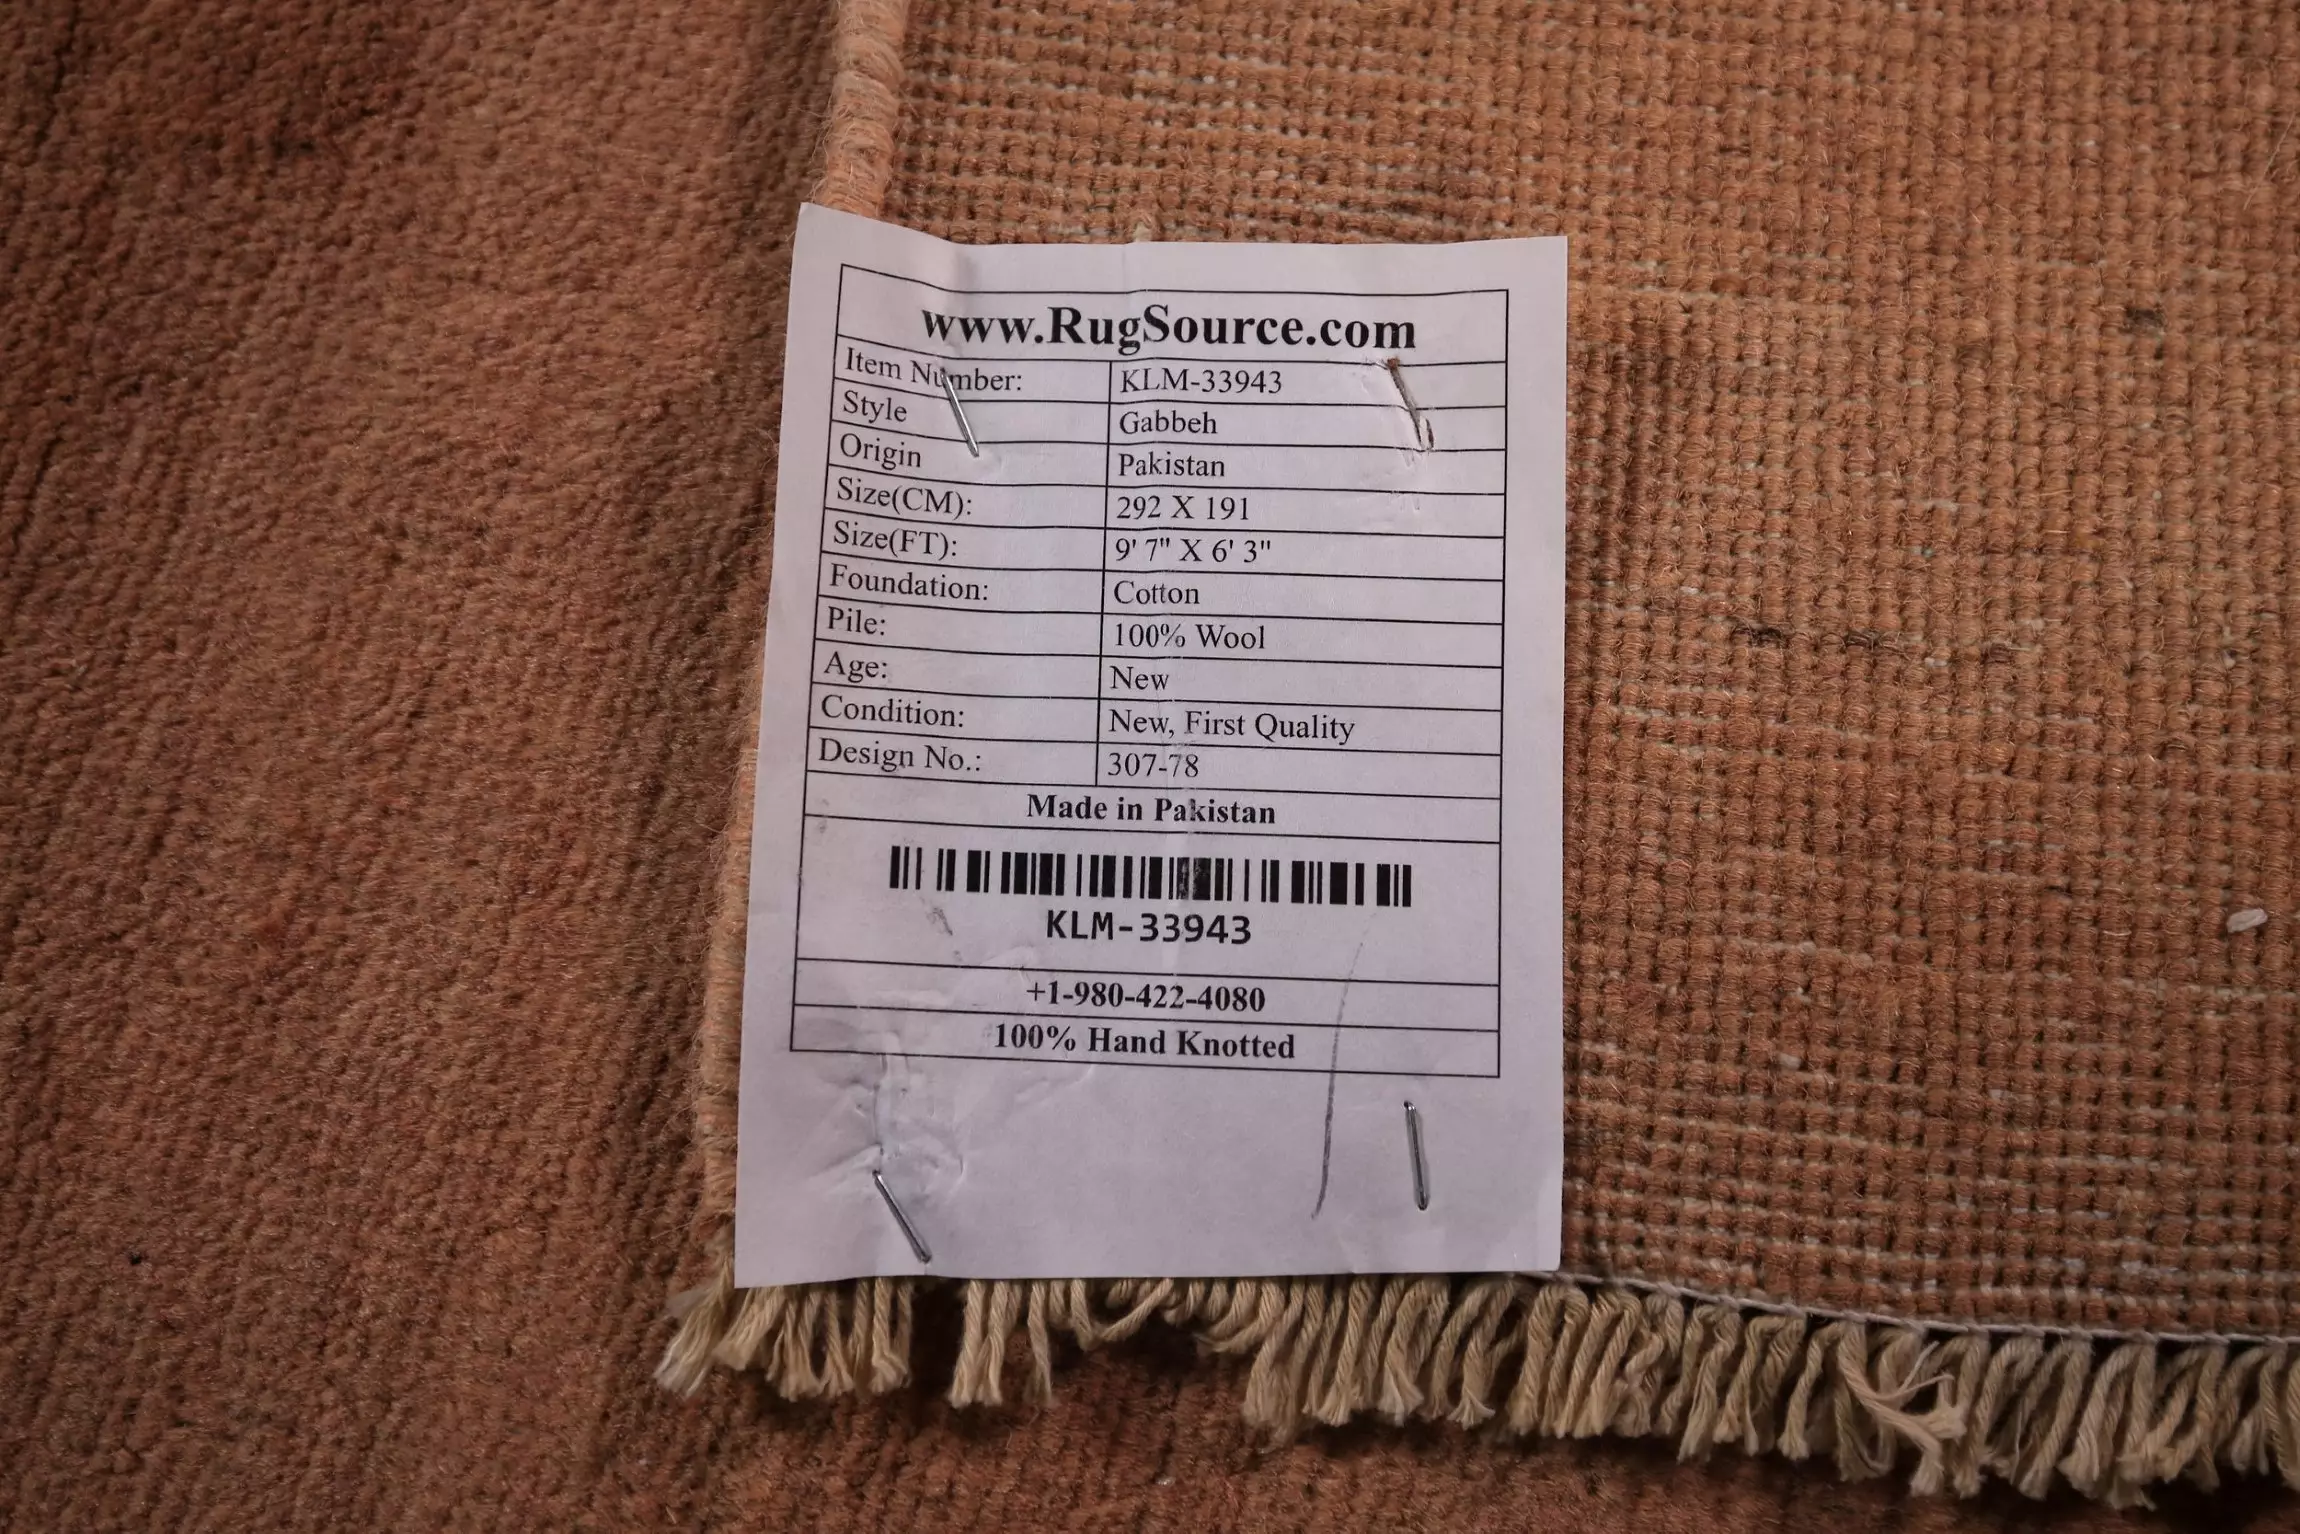 www.RugSource.com
Item Number: KLM-33943
Style Gabbeh
Origin Pakistan
Size(CM): 292 X 191
Size(FT): 9' 7" X 6' 3"
Foundation: Cotton
Pile: 100% Wool
Age: New
Condition: New, First Quality
Design No.: 307-78
Made in Pakistan
KLM-33943
+1-980-422-4080
100% Hand Knotted